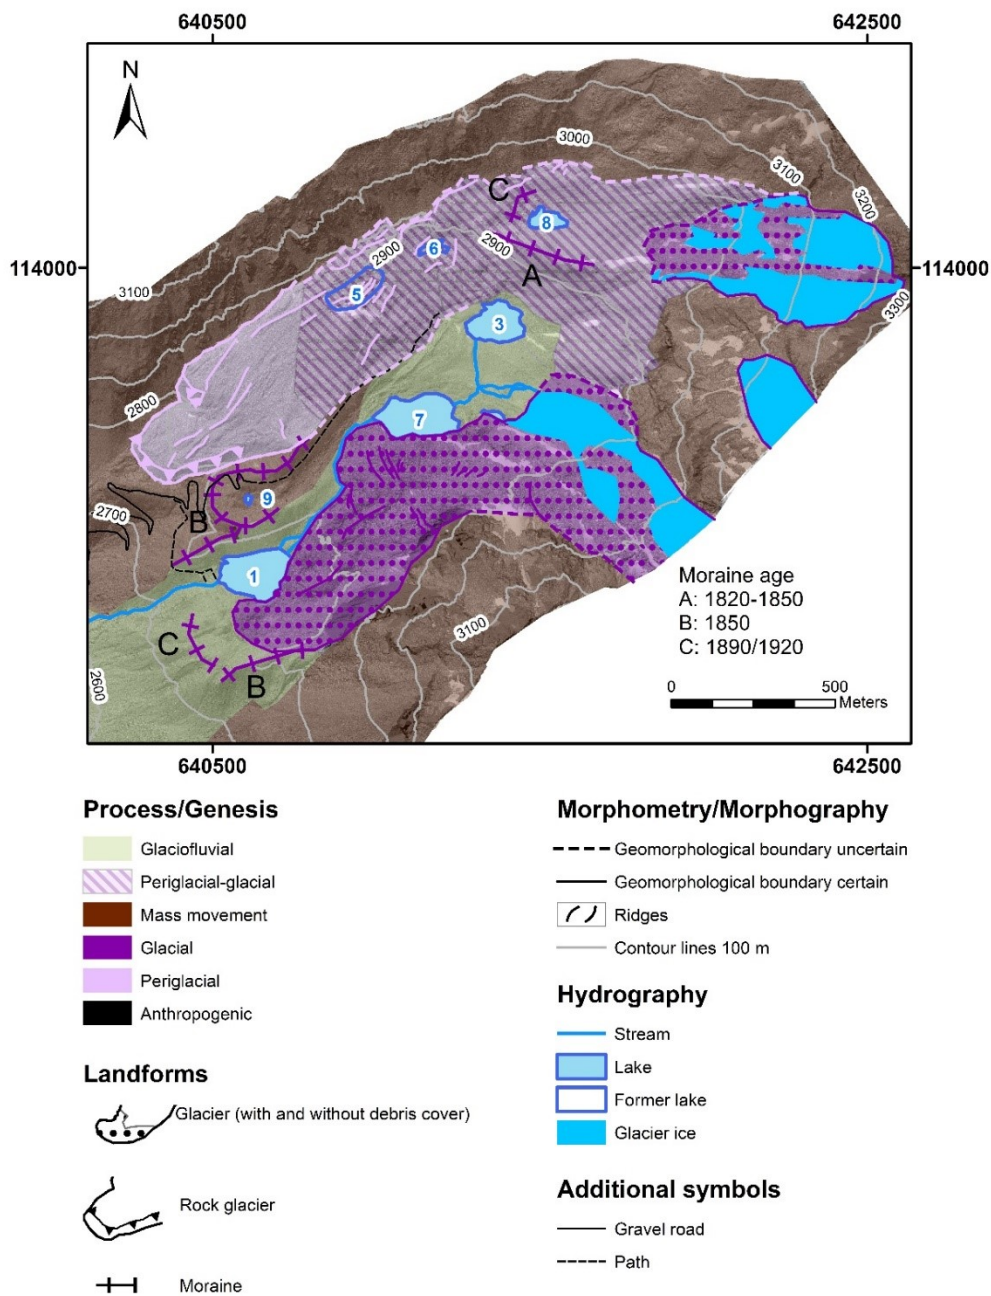 640500
642500
N
3000
3100
C
3200
8
2900
6
2900
114000
A
114000
3100
5
3300
3
2800
7
9
2700
B
1
Moraine age
A: 1820-1850
B: 1850
C: 1890/1920
3100
C
2600
B
0
500
Meters
640500
642500
Process/Genesis
Glaciofluvial
Periglacial-glacial
Mass movement
Glacial
Periglacial
Anthropogenic
Landforms
Glacier (with and without debris cover)
Rock glacier
Moraine
Morphometry/Morphography
Geomorphological boundary uncertain
Geomorphological boundary certain
Ridges
Contour lines 100 m
Hydrography
Stream
Lake
Former lake
Glacier ice
Additional symbols
Gravel road
Path